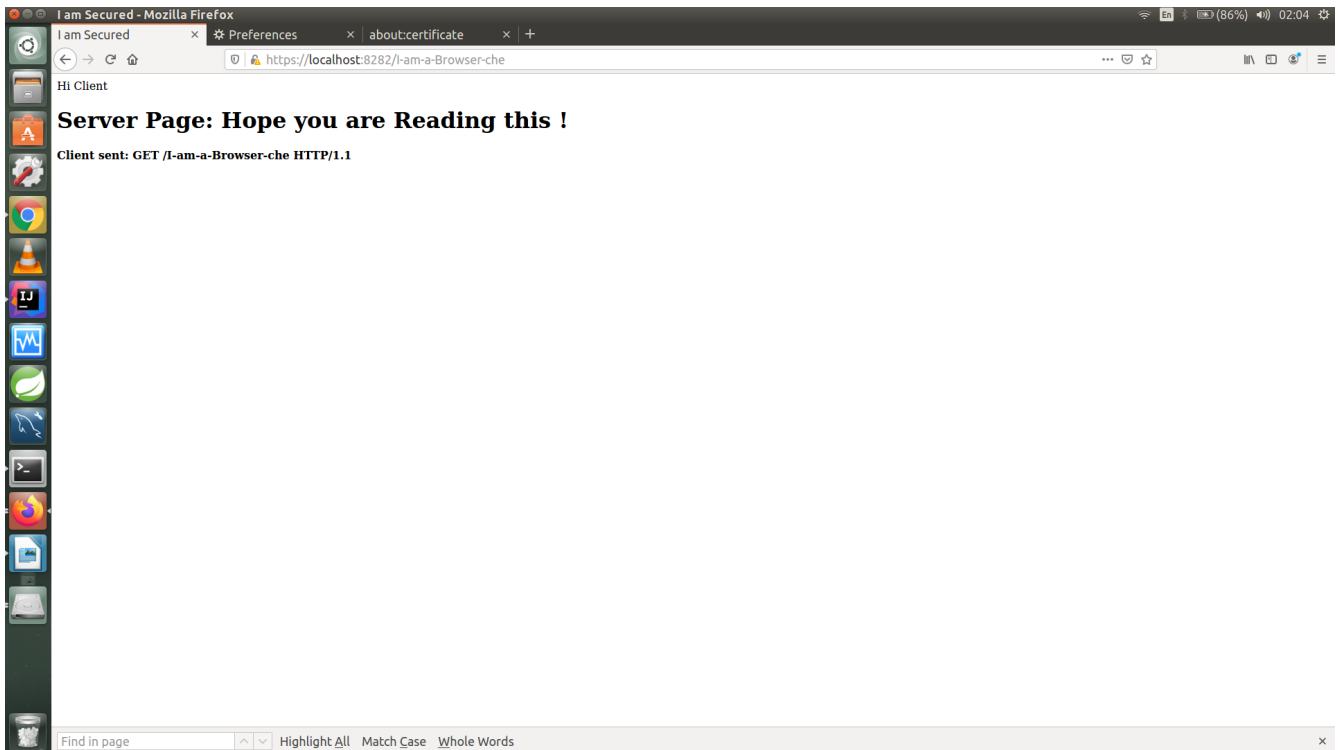 I am Secured - Mozilla Firefox
En (86%) 02:04
I am Secured Preferences about:certificate
https://localhost:8282/I-am-a-Browser-che
Hi Client
Server Page: Hope you are Reading this !
Client sent: GET /I-am-a-Browser-che HTTP/1.1
Find in page Highlight All Match Case Whole Words